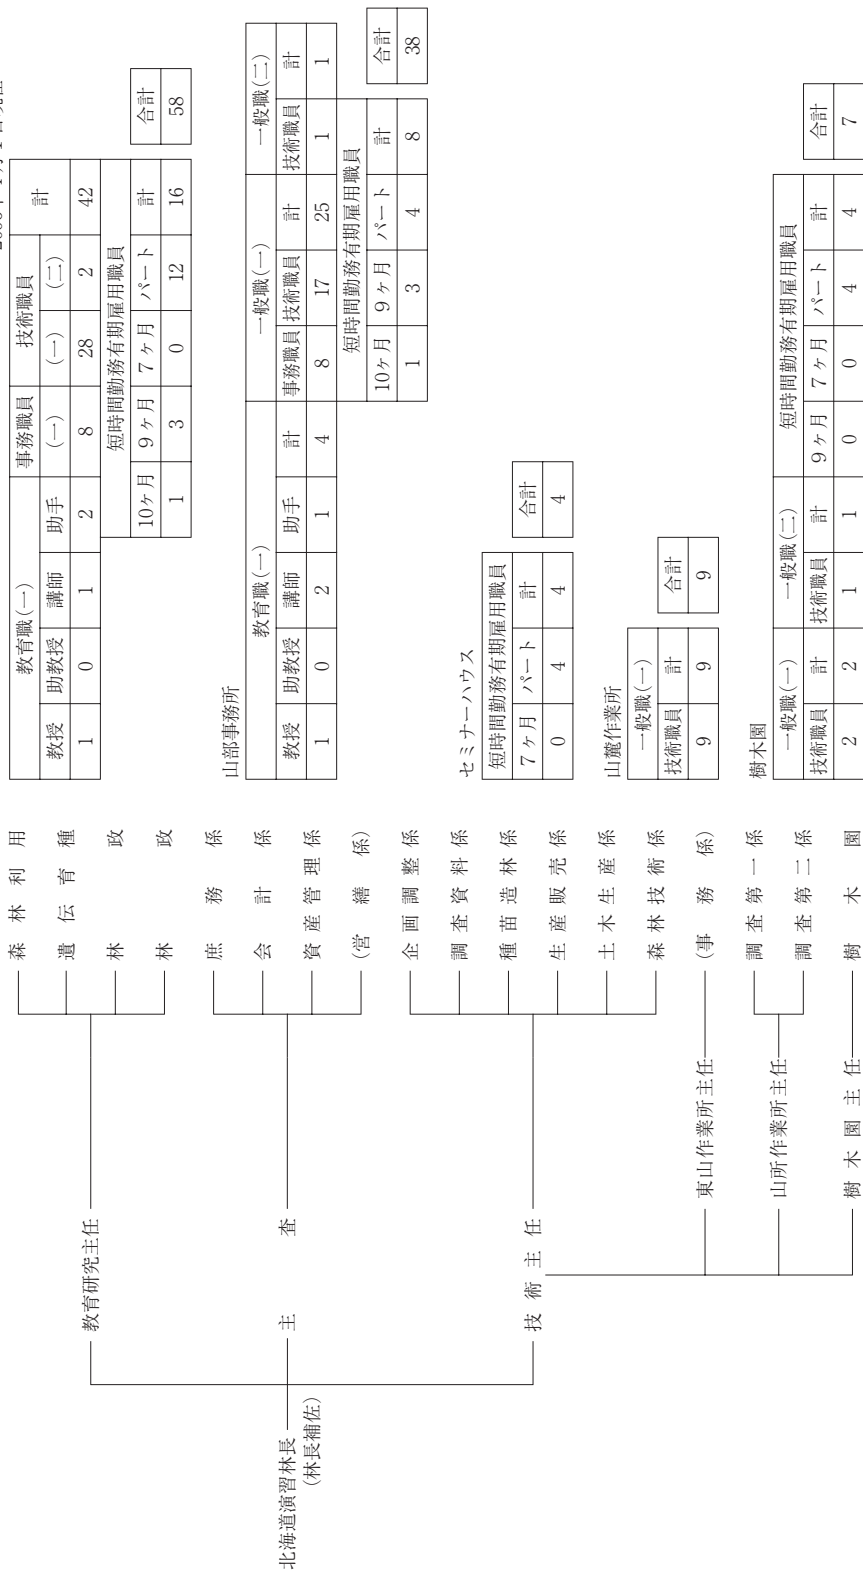 北海道演習林長
(林長補佐)
教育研究主任
主査
技術主任
東山作業所主任
山所作業所主任
樹木園主任
森林利用
遺伝育種
林政
林政
庶務係
会計係
資産管理係
(営繕係)
企画調整係
調査資料係
種苗造林係
生産販売係
土木生産係
森林技術係
(事務係)
調査第一係
調査第二係
樹木園
教育職(一) 事務職員 技術職員 計
教授 助教授 講師 助手 (一) (一) (二)
1 0 1 2 8 28 2 42
短時間勤務有期雇用職員
10ヶ月 9ヶ月 7ヶ月 パート 計 合計
1 3 0 12 16 58
山部事務所
教育職(一) 一般職(一) 一般職(二)
教授 助教授 講師 助手 計 事務職員 技術職員 計 技術職員 計
1 0 2 1 4 8 17 25 1 1
短時間勤務有期雇用職員
10ヶ月 9ヶ月 パート 計 合計
1 3 4 8 38
セミナーハウス
短時間勤務有期雇用職員
7ヶ月 パート 計 合計
0 4 4 4
山麓作業所
一般職(一)
技術職員 計 合計
9 9 9
樹木園
一般職(一) 一般職(二) 短時間勤務有期雇用職員
技術職員 計 技術職員 計 9ヶ月 7ヶ月 パート 計 合計
2 2 1 1 0 0 4 4 7